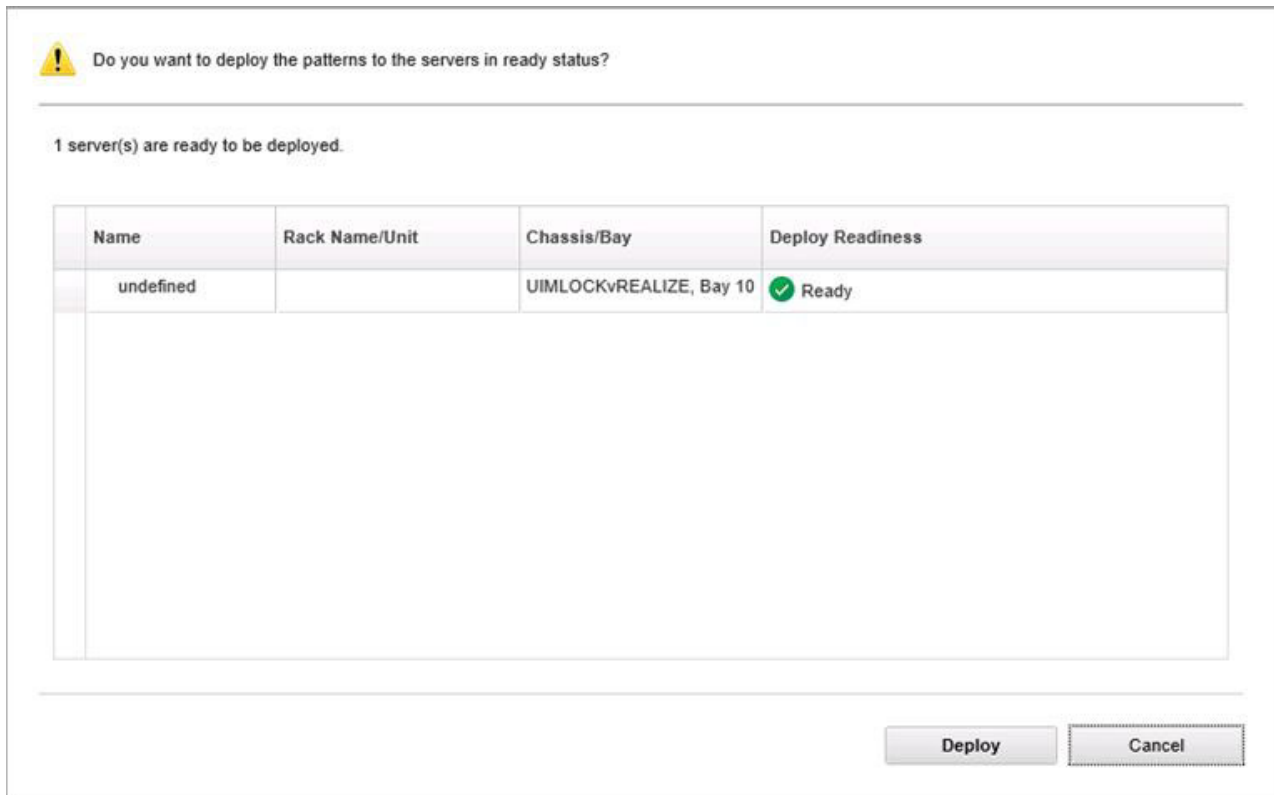 Do you want to deploy the patterns to the servers in ready status?
1 server(s) are ready to be deployed.
Name Rack Name/Unit Chassis/Bay Deploy Readiness
undefined UIMLOCKvREALIZE, Bay 10 Ready
Deploy Cancel